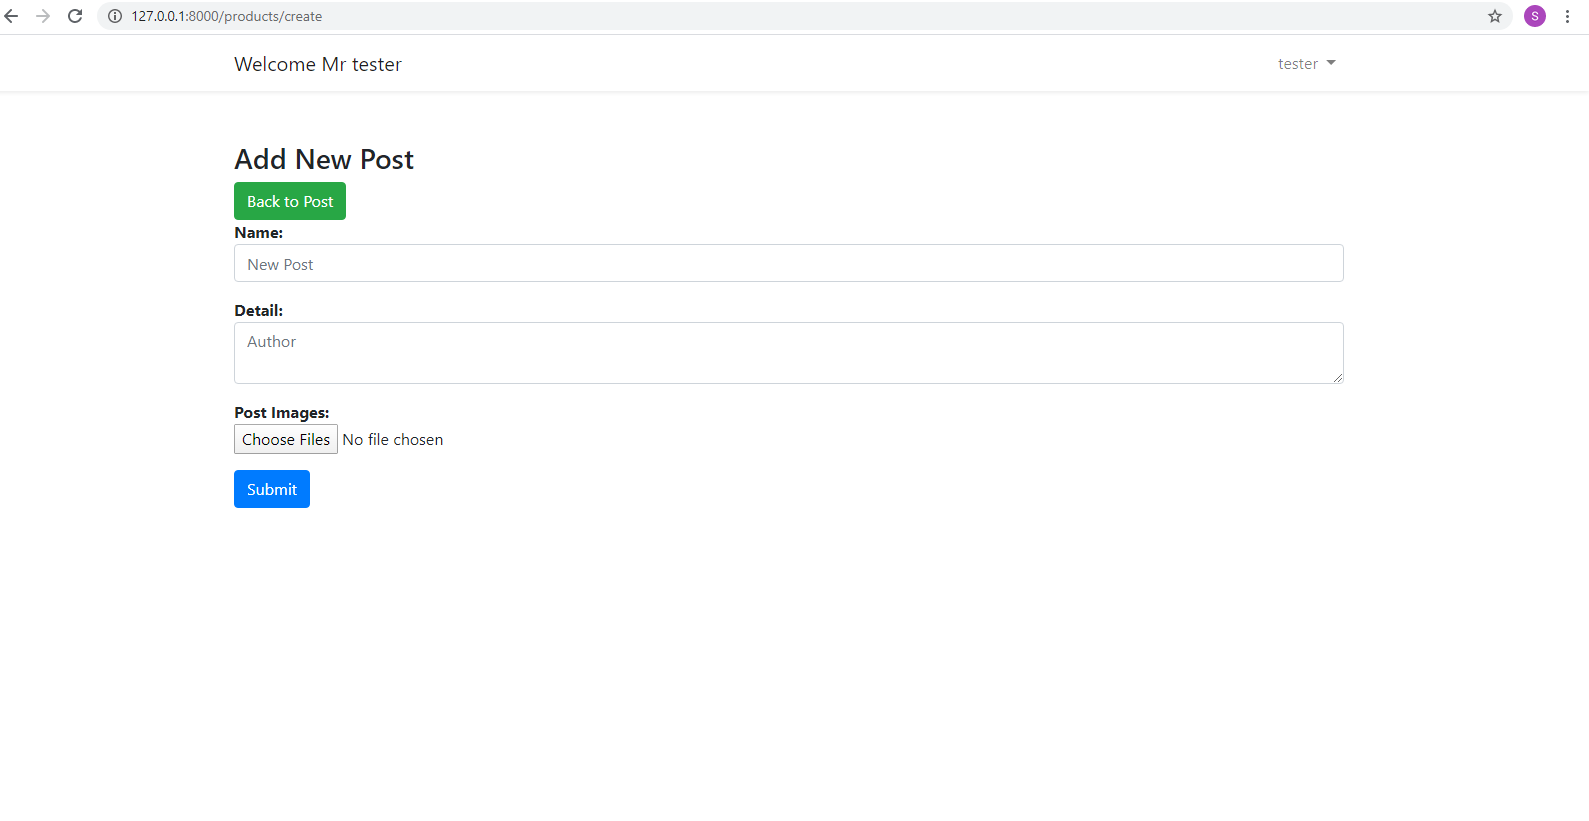 127.0.0.1:8000/products/create
S
Welcome Mr tester
tester
Add New Post
Back to Post
Name:
New Post
Detail:
Author
Post Images:
Choose Files No file chosen
Submit